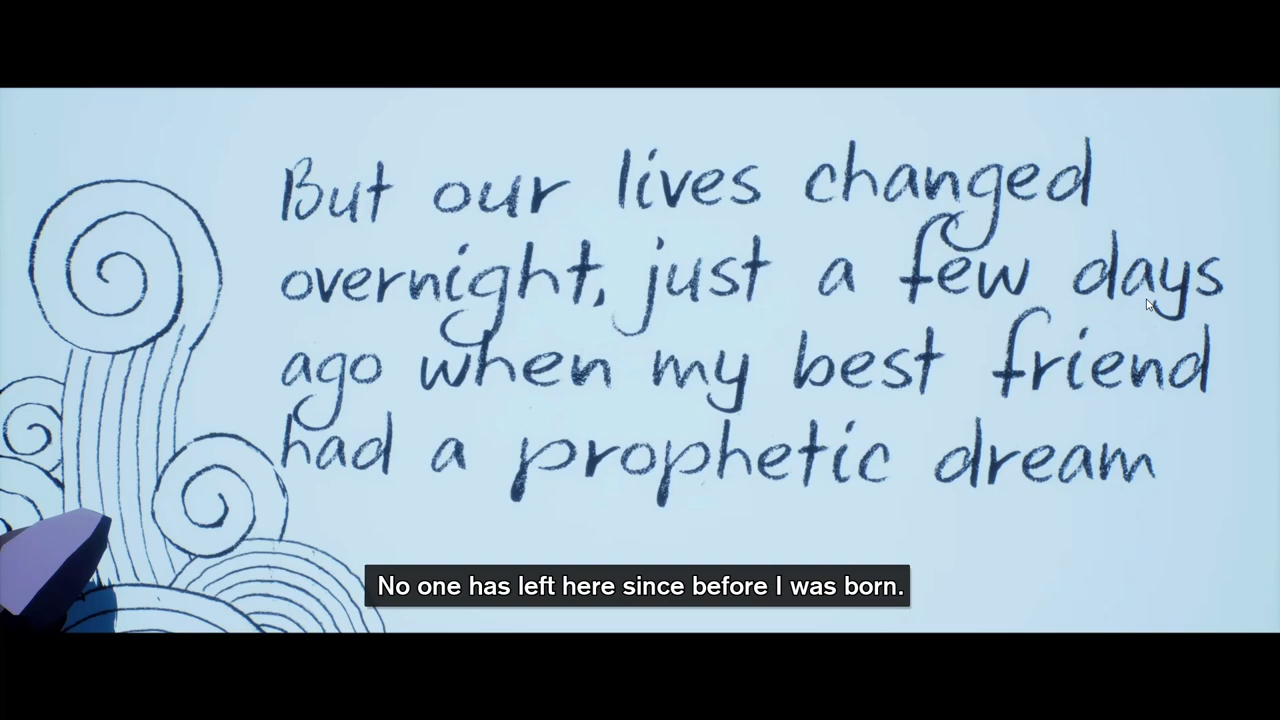 But our lives changed
overnight, just a few days
ago when my best friend
had a prophetic dream
No one has left here since before I was born.